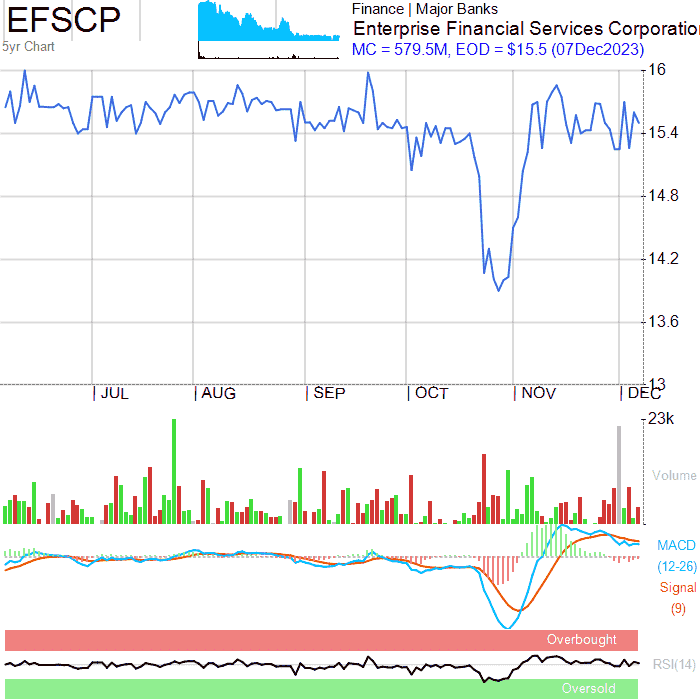 EFSCP
5yr Chart
Finance | Major Banks
Enterprise Financial Services Corporation
MC = 579.5M, EOD = $15.5 (07Dec2023)
16
15.4
14.8
14.2
13.6
13
JUL AUG SEP OCT NOV DEC
23k
Volume
MACD
(12-26)
Signal
(9)
Overbought
RSI(14)
Oversold